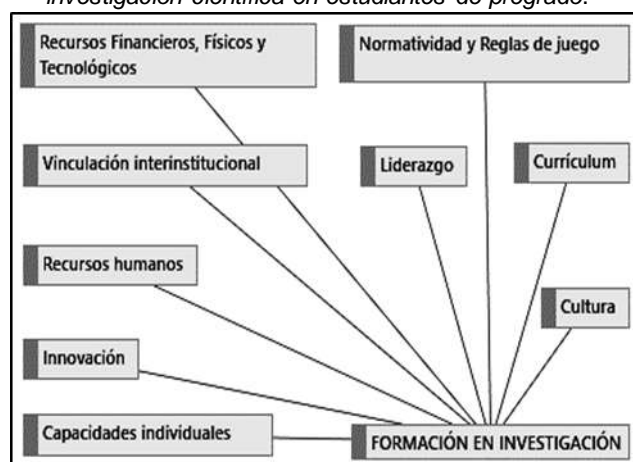 investigación científica en estudiantes de pregrado.
Recursos Financieros, Físicos y
Tecnológicos
Normatividad y Reglas de juego
Vinculación interinstitucional
Liderazgo
Currículum
Recursos humanos
Cultura
Innovación
Capacidades individuales
FORMACIÓN EN INVESTIGACIÓN